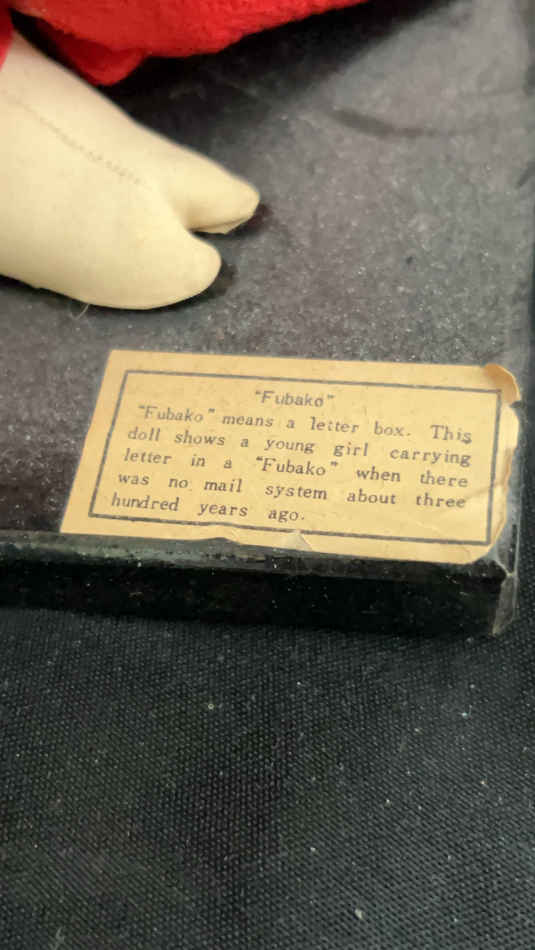 "Fubako"
"Fubako" means a letter box. This
doll shows a young girl carrying
letter in a "Fubako" when there
was no mail system about three
hundred years ago.